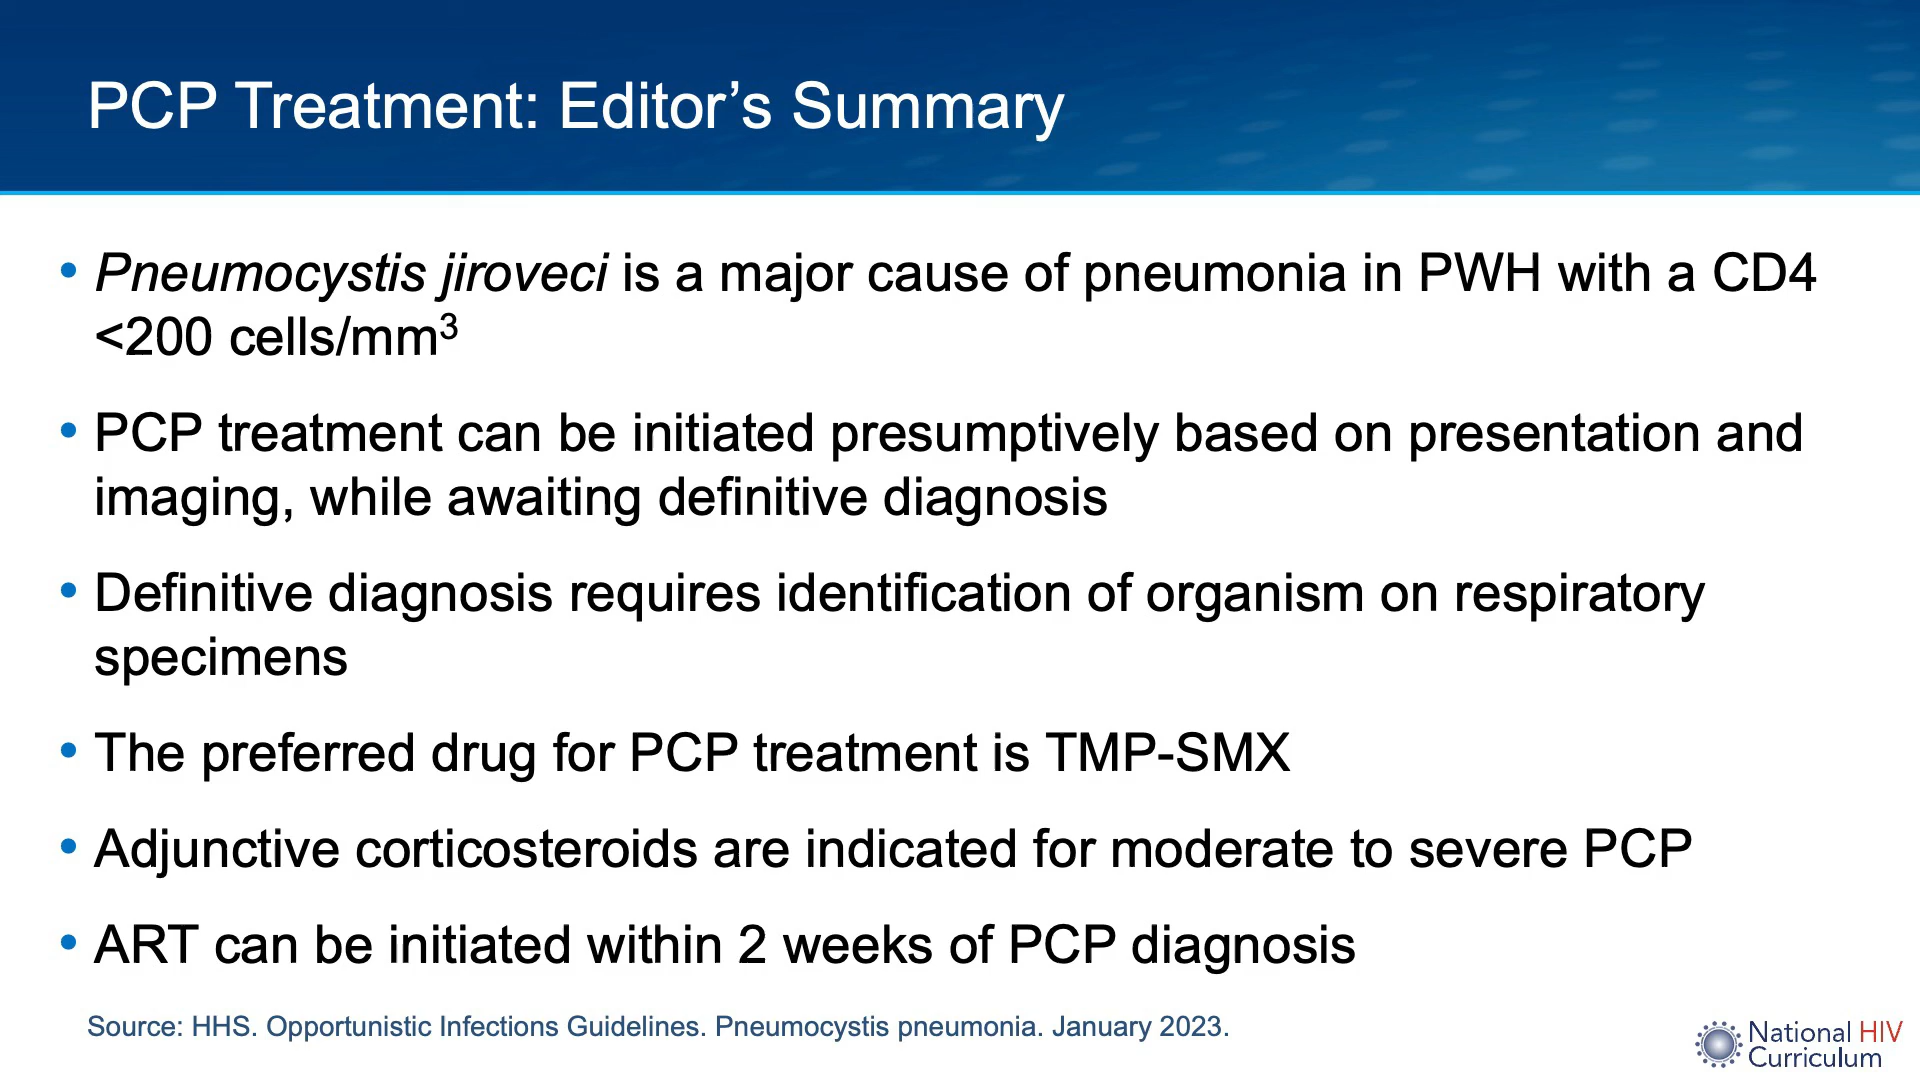 PCP Treatment: Editor’s Summary
• Pneumocystis jiroveci is a major cause of pneumonia in PWH with a CD4
<200 cells/mm³
• PCP treatment can be initiated presumptively based on presentation and
imaging, while awaiting definitive diagnosis
• Definitive diagnosis requires identification of organism on respiratory
specimens
• The preferred drug for PCP treatment is TMP-SMX
• Adjunctive corticosteroids are indicated for moderate to severe PCP
• ART can be initiated within 2 weeks of PCP diagnosis
Source: HHS. Opportunistic Infections Guidelines. Pneumocystis pneumonia. January 2023.
National HIV
Curriculum